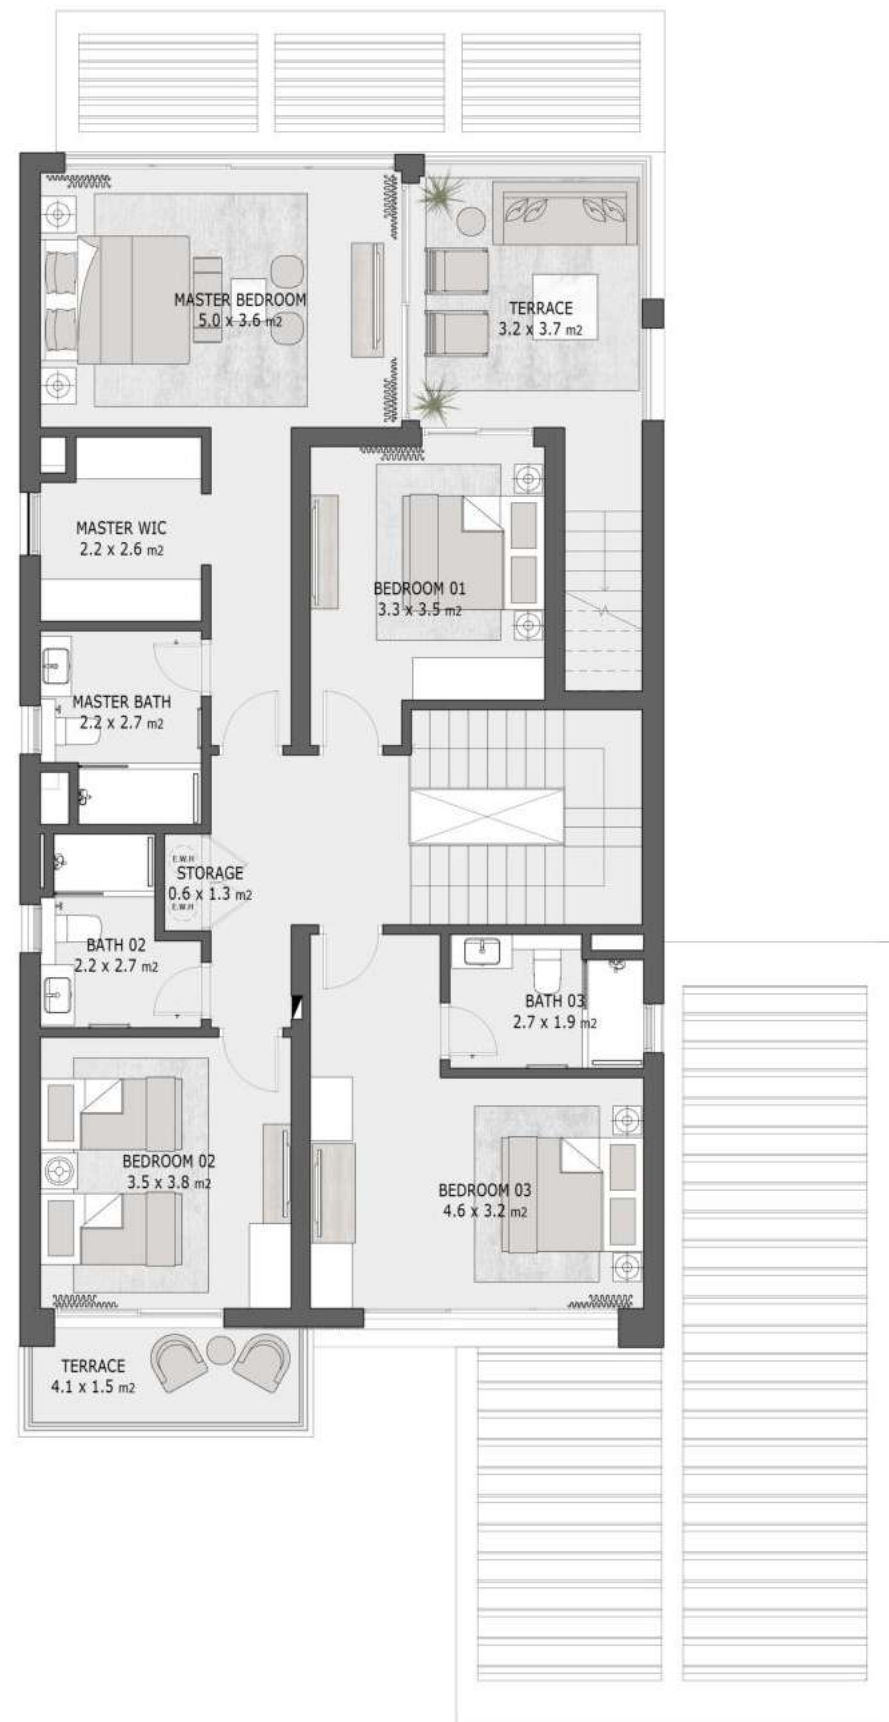 MASTER BEDROOM
5.0 x 3.6 m2
TERRACE
3.2 x 3.7 m2
MASTER WIC
2.2 x 2.6 m2
BEDROOM 01
3.3 x 3.5 m2
MASTER BATH
2.2 x 2.7 m2
E.W.H
STORAGE
0.6 x 1.3 m2
E.W.H
BATH 02
2.2 x 2.7 m2
BATH 03
2.7 x 1.9 m2
BEDROOM 02
3.5 x 3.8 m2
BEDROOM 03
4.6 x 3.2 m2
TERRACE
4.1 x 1.5 m2